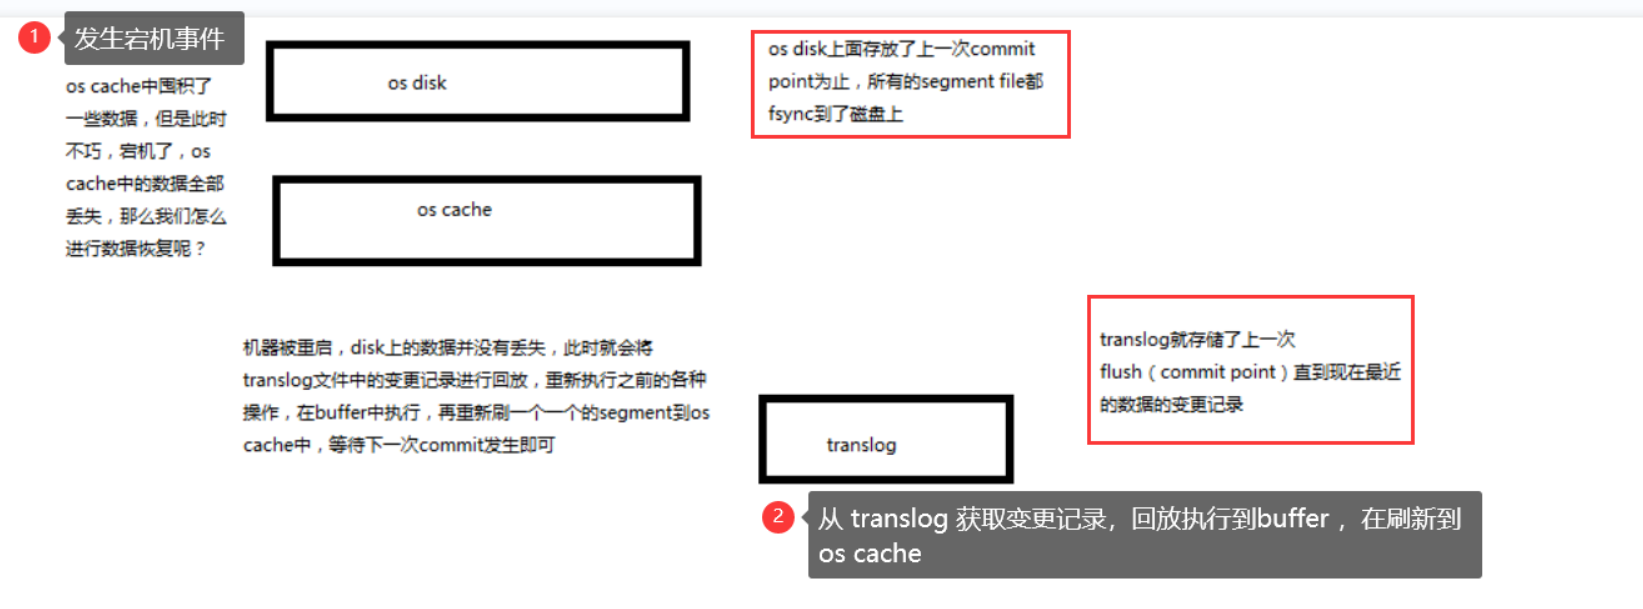 1
发生宕机事件
os cache中囤积了
一些数据，但是此时
不巧，宕机了，os
cache中的数据全部
丢失，那么我们怎么
进行数据恢复呢？
os disk
os disk上面存放了上一次commit
point为止，所有的segment file都
fsync到了磁盘上
os cache
机器被重启，disk上的数据并没有丢失，此时就会将
translog文件中的变更记录进行回放，重新执行之前的各种
操作，在buffer中执行，再重新刷一个一个的segment到os
cache中，等待下一次commit发生即可
translog就存储了上一次
flush（commit point）直到现在最近
的数据的变更记录
translog
2
从 translog 获取变更记录，回放执行到buffer ，在刷新到
os cache